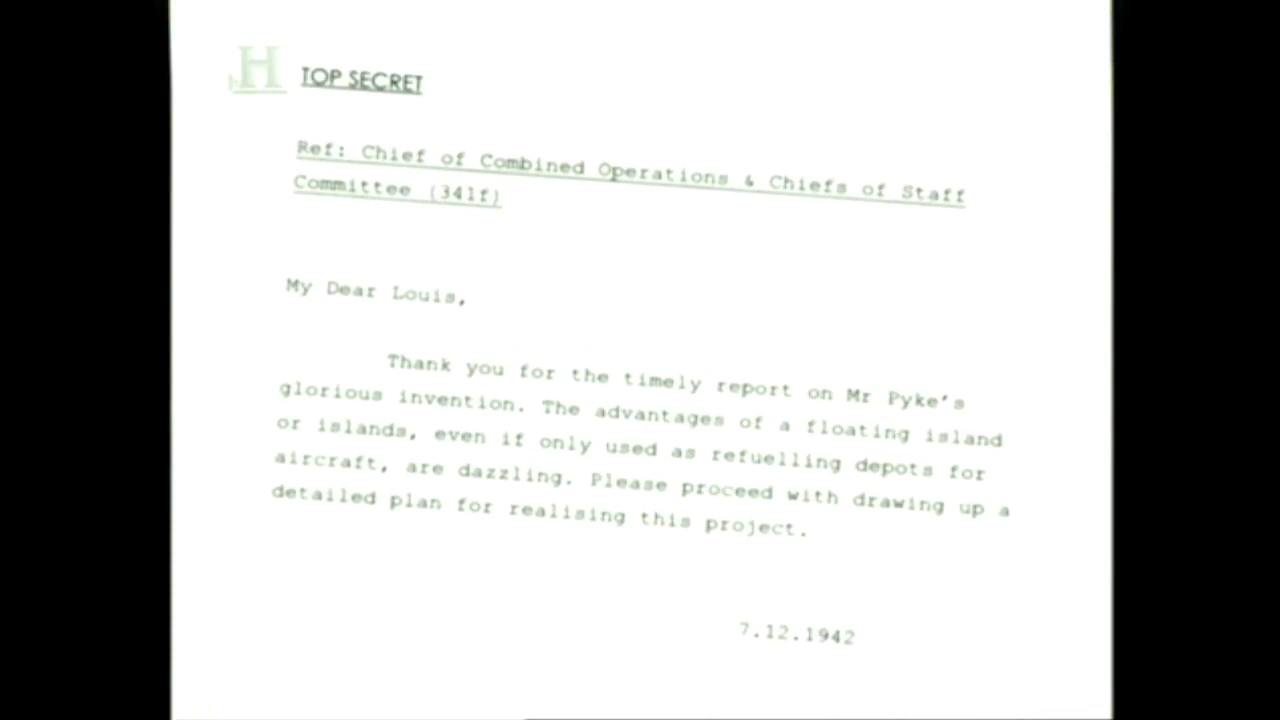 H
TOP SECRET
Ref: Chief of Combined Operations & Chiefs of Staff
Committee (341f)
My Dear Louis,
Thank you for the timely report on Mr Pyke's
glorious invention. The advantages of a floating island
or islands, even if only used as refuelling depots for
aircraft, are dazzling. Please proceed with drawing up a
detailed plan for realising this project.
7.12.1942